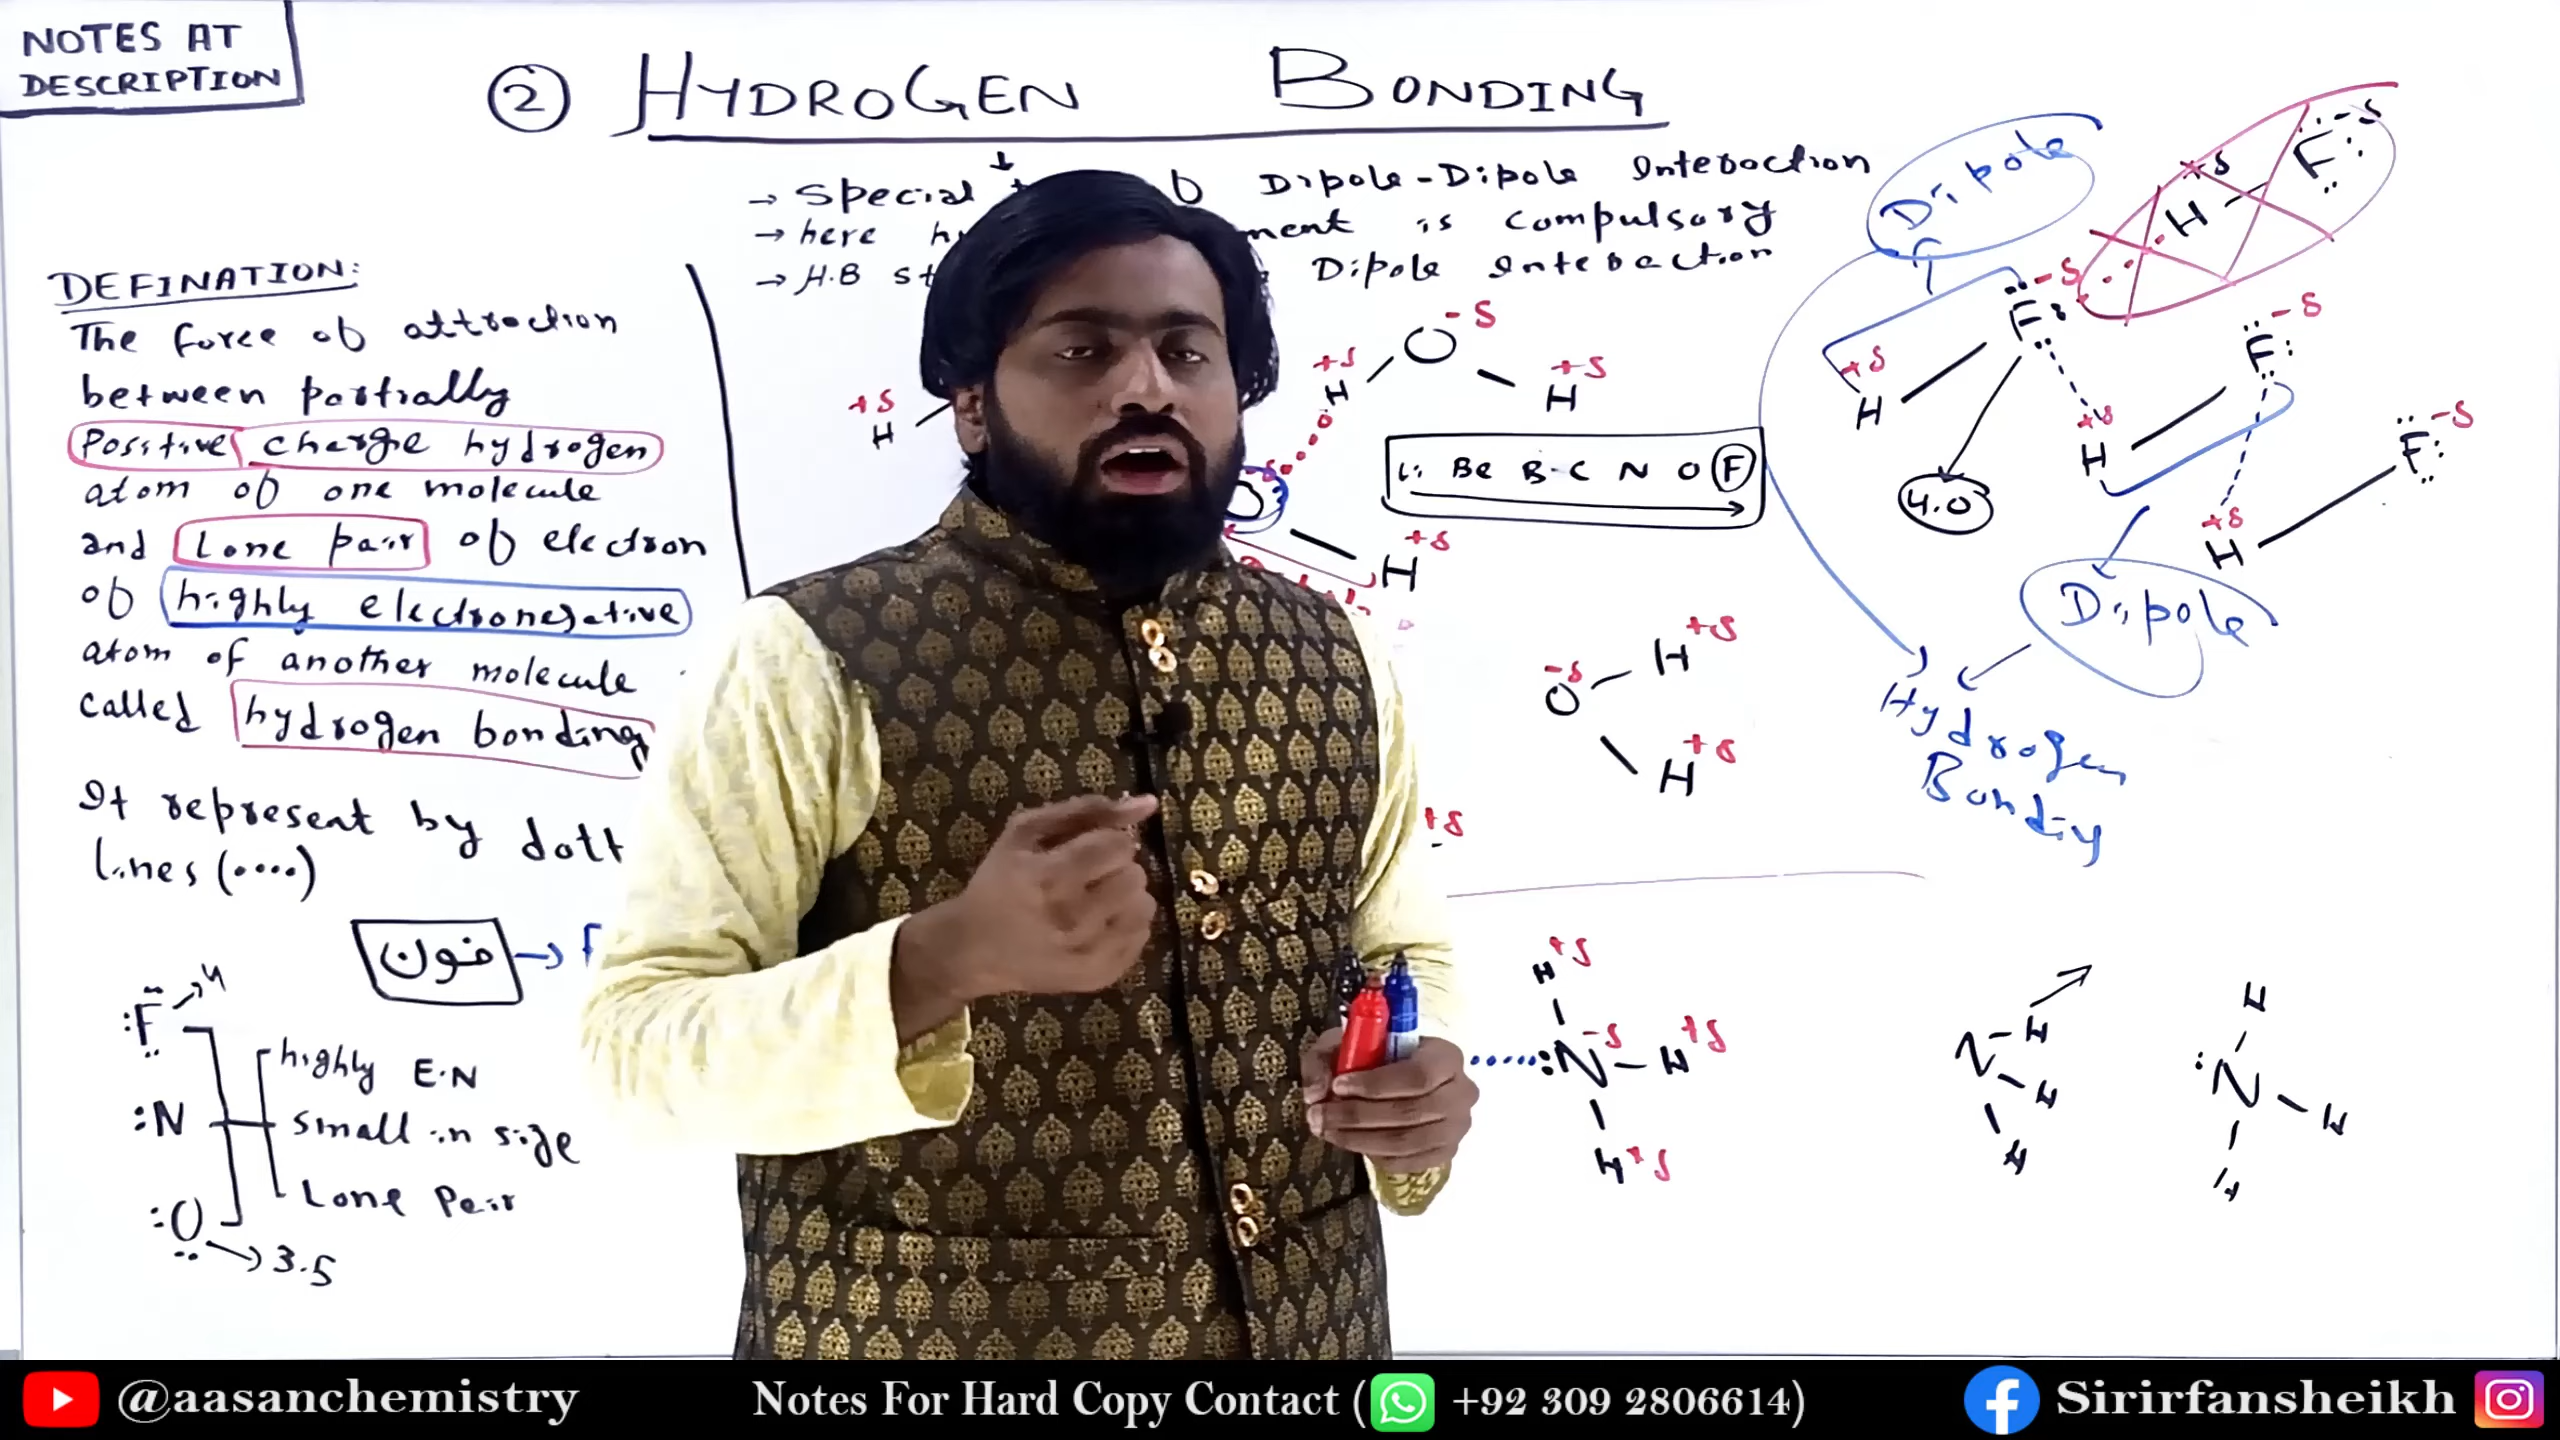 NOTES AT
DESCRIPTION
② HYDROGEN BONDING
→ Special Dipole-Dipole Interaction
→ here is compulsory
→ H.B Dipole Interaction
DEFINATION:
The force of attraction
between partially
Positive charge hydrogen
atom of one molecule
and Lone pair of electron
of highly electronegative
atom of another molecule
called hydrogen bonding
It represent by dott
lines (....)
فون → F
:F → 4
:N
:O → 3.5
highly E.N
Small in size
Lone Pair
+δ
H
-δ
O
+δ
H
+δ
H
+δ
H
Li Be B C N O F
-δ
O
H +δ
H +δ
+δ
Dipole
-δ
F
+δ
H
-δ
F
+δ
H
4.0
-δ
F
+δ
H
-δ
F
+δ
H
Dipole
Hydrogen
Bonding
H +δ
:N -δ
H +δ
H +δ
N
H
H
H
H
:N
H
H
@aasanchemistry
Notes For Hard Copy Contact ( +92 309 2806614)
Sirirfansheikh